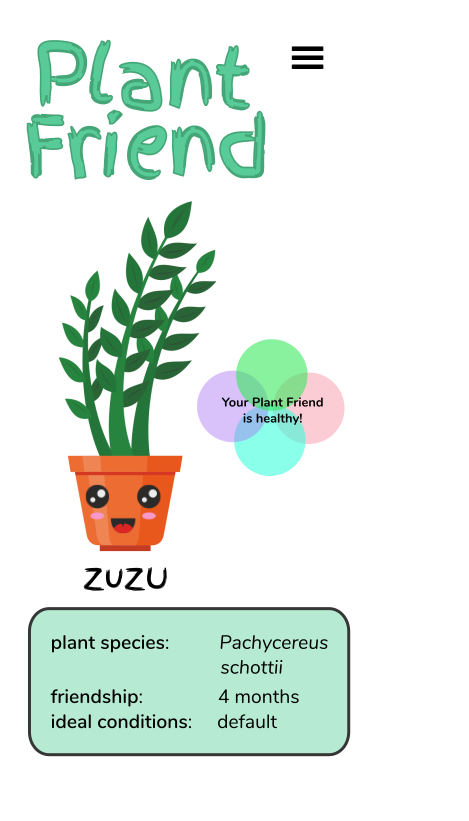 Plant
Friend
Your Plant Friend
is healthy!
ZUZU
plant species: Pachycereus
schottii
friendship: 4 months
ideal conditions: default